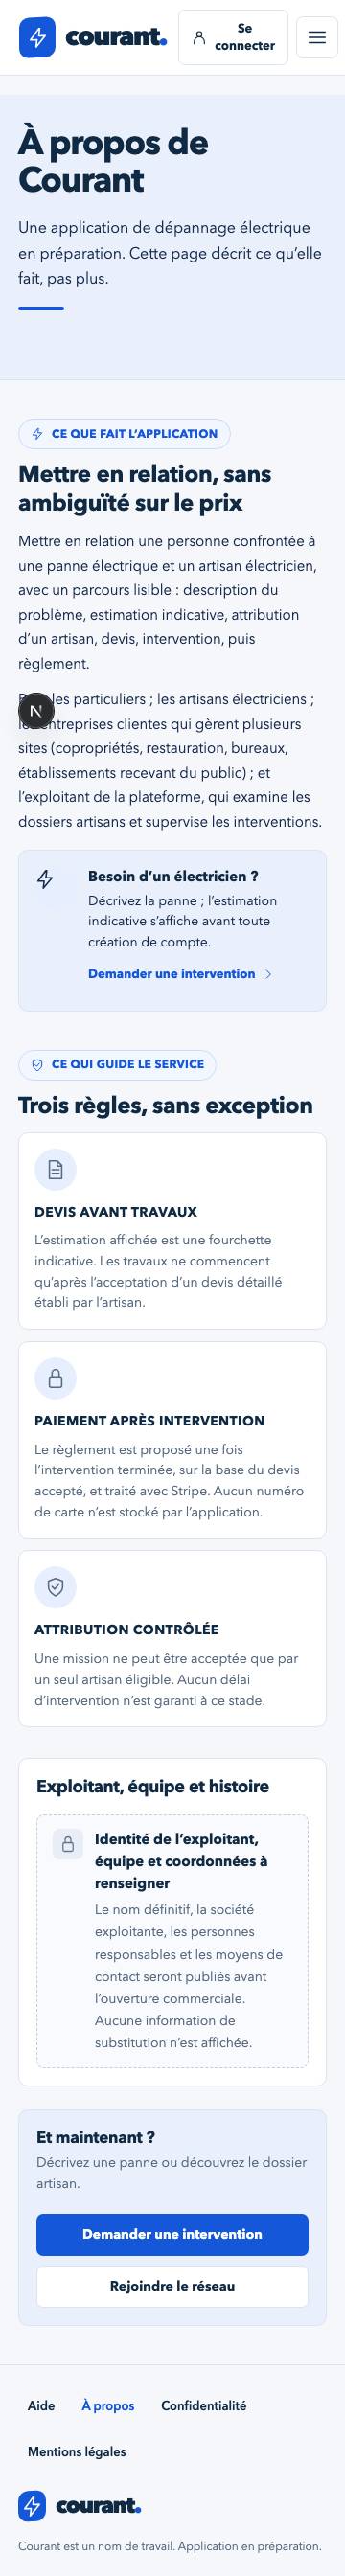 courant.
Se
connecter
À propos de
Courant
Une application de dépannage électrique
en préparation. Cette page décrit ce qu’elle
fait, pas plus.
CE QUE FAIT L’APPLICATION
Mettre en relation, sans
ambiguïté sur le prix
Mettre en relation une personne confrontée à
une panne électrique et un artisan électricien,
avec un parcours lisible : description du
problème, estimation indicative, attribution
d’un artisan, devis, intervention, puis
règlement.
les particuliers ; les artisans électriciens ;
N
entreprises clientes qui gèrent plusieurs
sites (copropriétés, restauration, bureaux,
établissements recevant du public) ; et
l’exploitant de la plateforme, qui examine les
dossiers artisans et supervise les interventions.
Besoin d’un électricien ?
Décrivez la panne ; l’estimation
indicative s’affiche avant toute
création de compte.
Demander une intervention
CE QUI GUIDE LE SERVICE
Trois règles, sans exception
DEVIS AVANT TRAVAUX
L’estimation affichée est une fourchette
indicative. Les travaux ne commencent
qu’après l’acceptation d’un devis détaillé
établi par l’artisan.
PAIEMENT APRÈS INTERVENTION
Le règlement est proposé une fois
l’intervention terminée, sur la base du devis
accepté, et traité avec Stripe. Aucun numéro
de carte n’est stocké par l’application.
ATTRIBUTION CONTRÔLÉE
Une mission ne peut être acceptée que par
un seul artisan éligible. Aucun délai
d’intervention n’est garanti à ce stade.
Exploitant, équipe et histoire
Identité de l’exploitant,
équipe et coordonnées à
renseigner
Le nom définitif, la société
exploitante, les personnes
responsables et les moyens de
contact seront publiés avant
l’ouverture commerciale.
Aucune information de
substitution n’est affichée.
Et maintenant ?
Décrivez une panne ou découvrez le dossier
artisan.
Demander une intervention
Rejoindre le réseau
Aide À propos Confidentialité
Mentions légales
courant.
Courant est un nom de travail. Application en préparation.